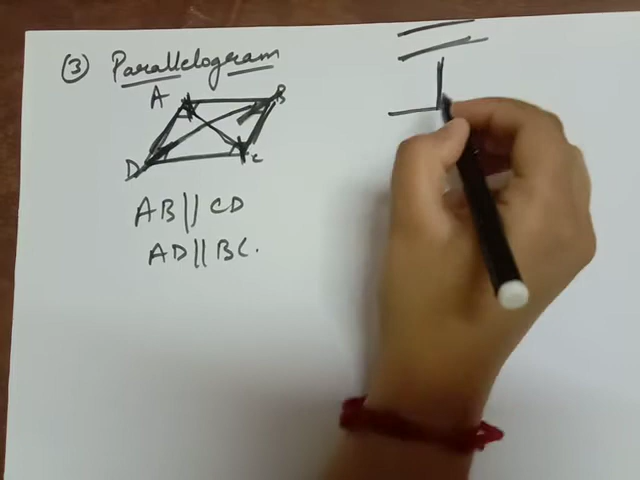 (3) Parallelogram
A B
D C
AB || CD
AD || BC.